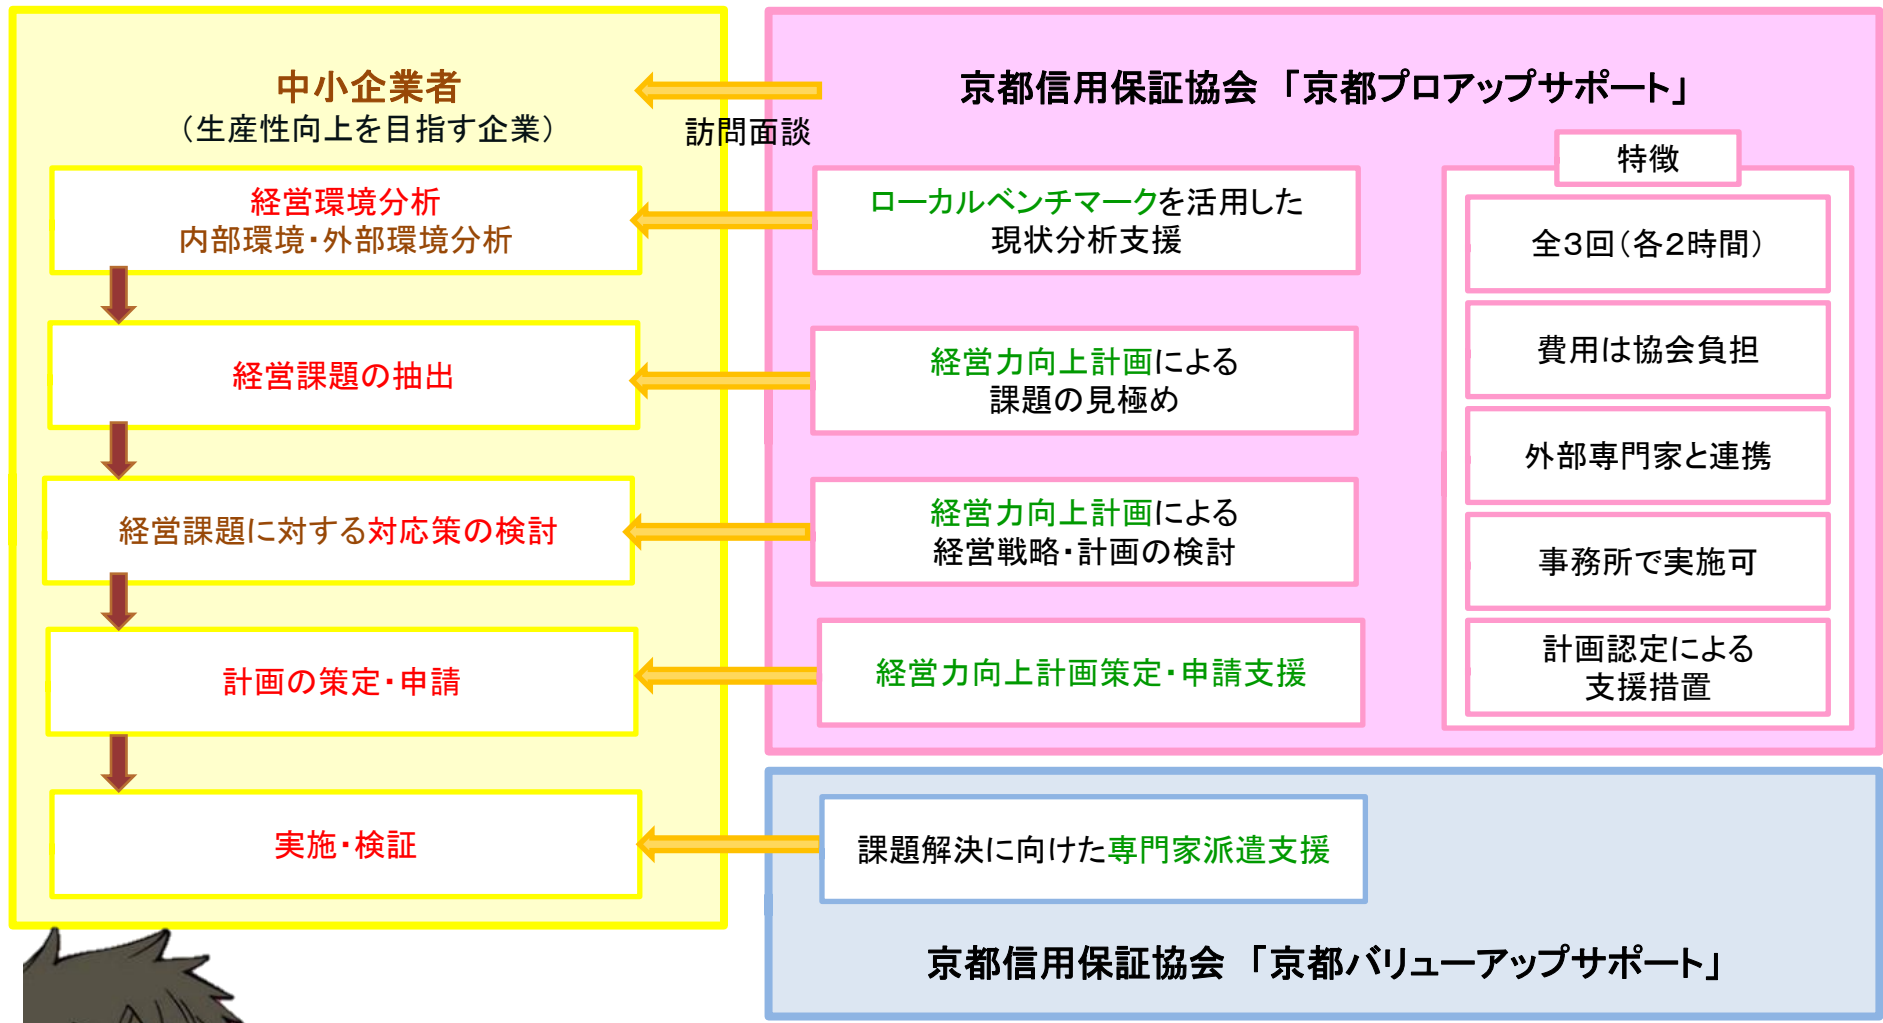 中小企業者
（生産性向上を目指す企業）
経営環境分析
内部環境・外部環境分析
経営課題の抽出
経営課題に対する対応策の検討
計画の策定・申請
実施・検証
訪問面談
京都信用保証協会 「京都プロアップサポート」
ローカルベンチマークを活用した
現状分析支援
経営力向上計画による
課題の見極め
経営力向上計画による
経営戦略・計画の検討
経営力向上計画策定・申請支援
特徴
全３回（各２時間）
費用は協会負担
外部専門家と連携
事務所で実施可
計画認定による
支援措置
課題解決に向けた専門家派遣支援
京都信用保証協会 「京都バリューアップサポート」